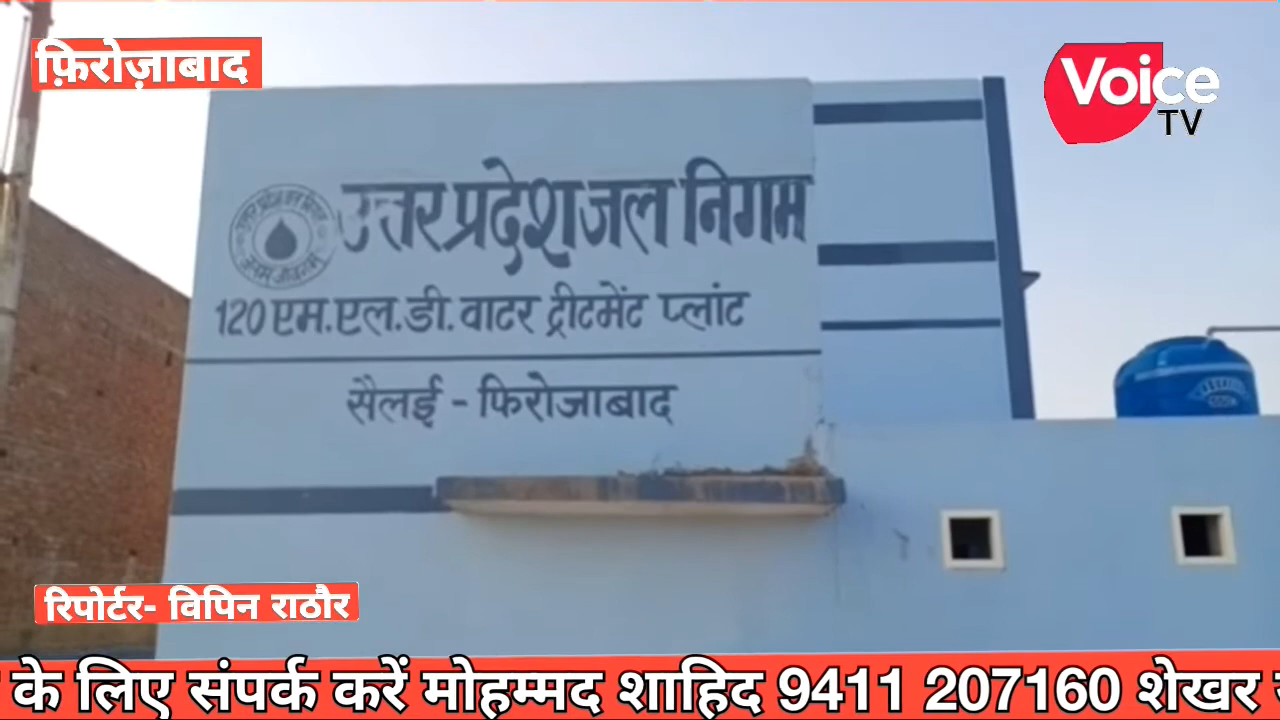 फ़िरोज़ाबाद
Voice
TV
उत्तर प्रदेश जल निगम
120 एम.एल.डी. वाटर ट्रीटमेंट प्लांट
सैलई - फिरोजाबाद
रिपोर्टर- विपिन राठौर
के लिए संपर्क करें मोहम्मद शाहिद 9411 207160 शेखर